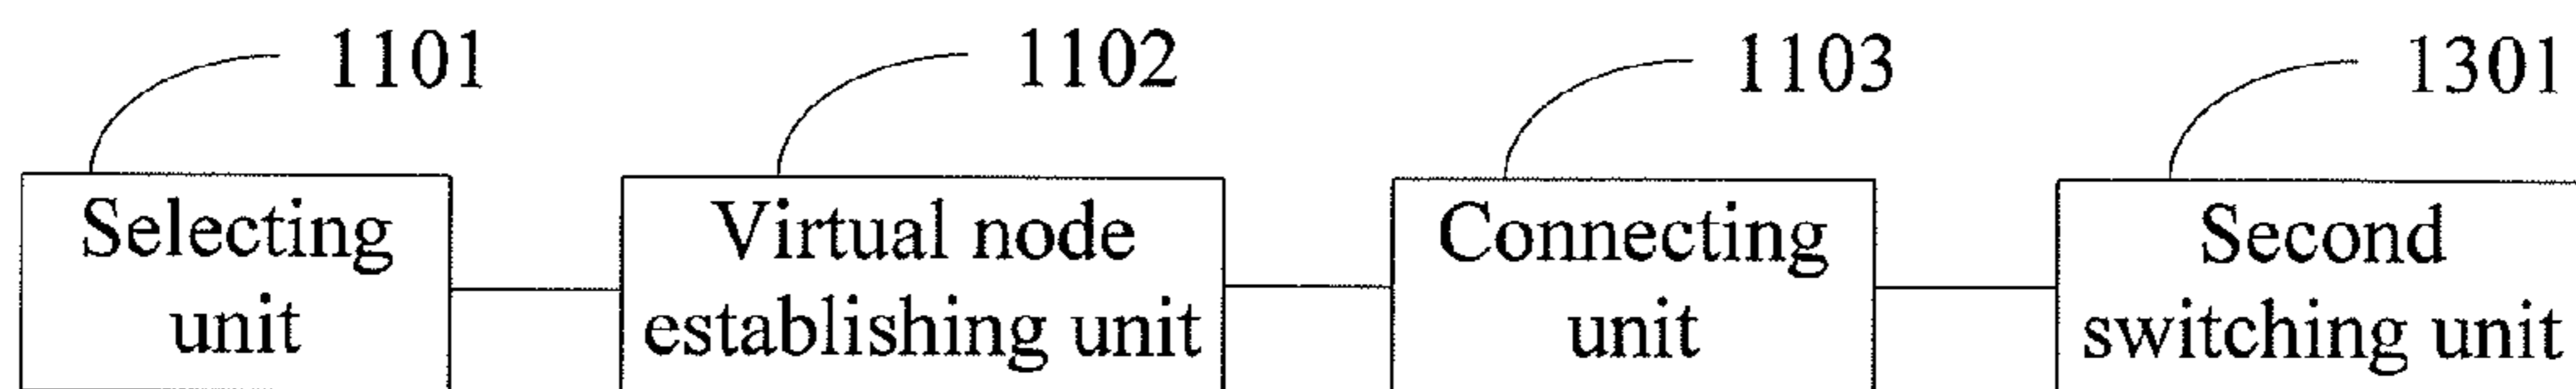 1101
1102
1103
1301
Selecting
unit
Virtual node
establishing unit
Connecting
unit
Second
switching unit